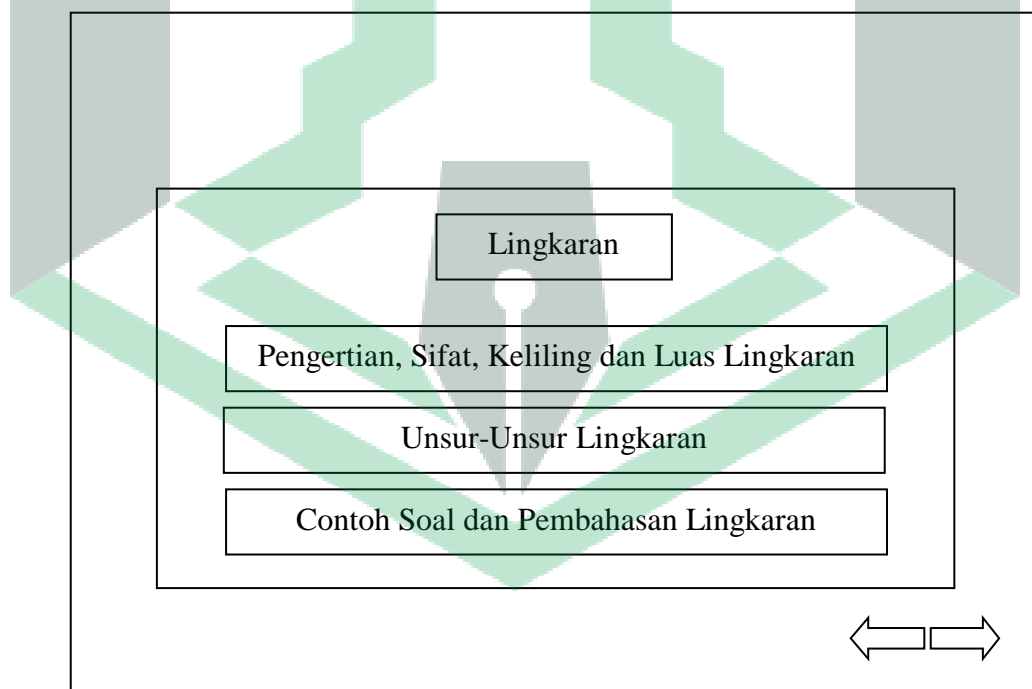 Lingkaran
Pengertian, Sifat, Keliling dan Luas Lingkaran
Unsur-Unsur Lingkaran
Contoh Soal dan Pembahasan Lingkaran